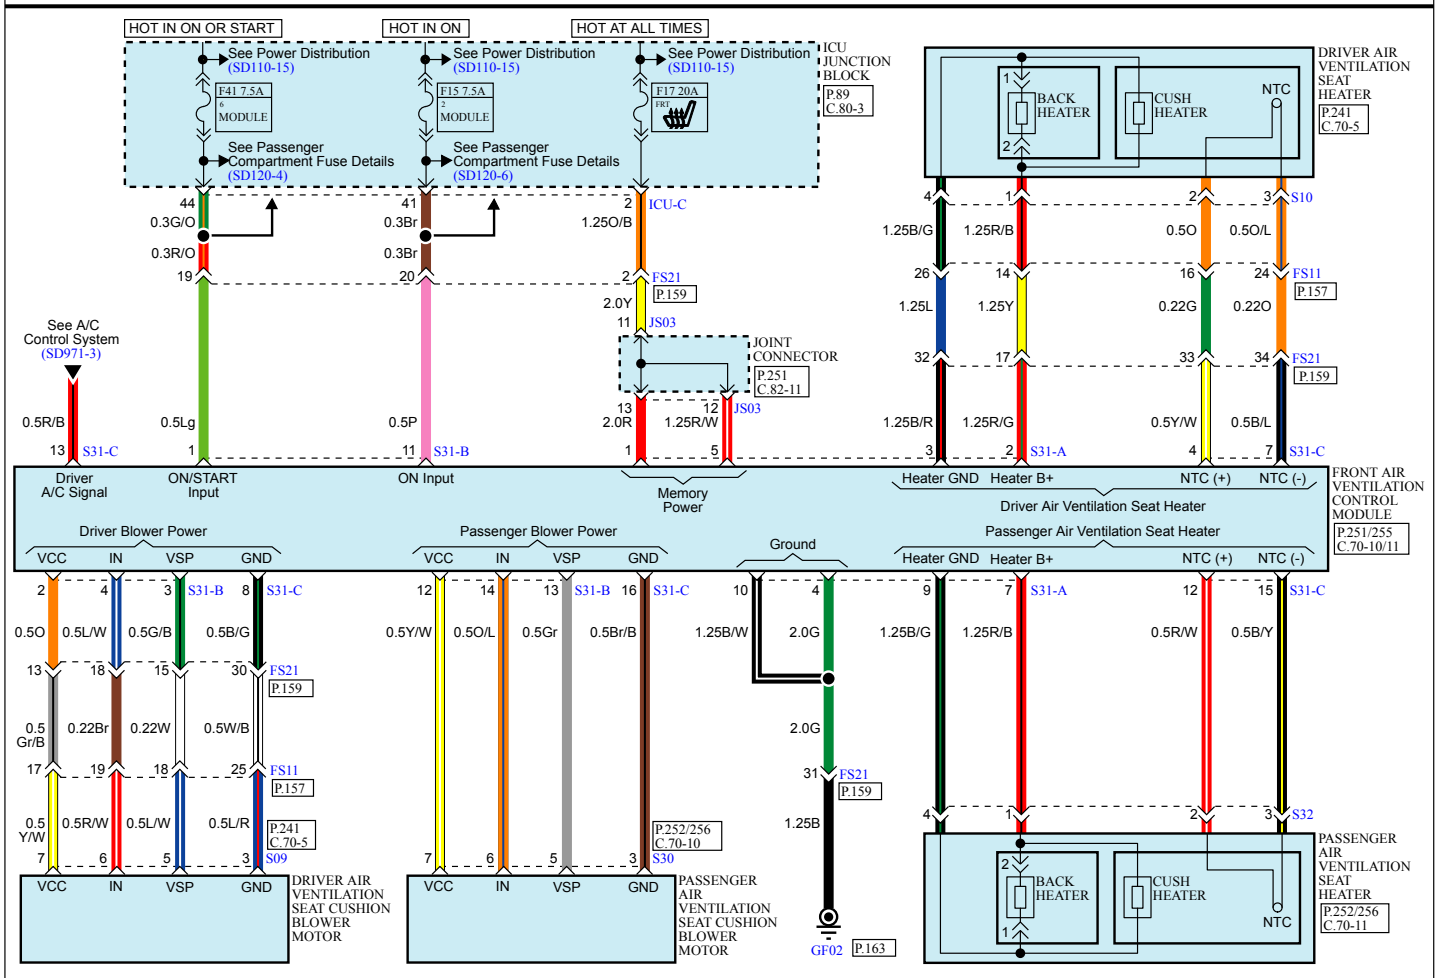 HOT IN ON OR START
HOT IN ON
HOT AT ALL TIMES
See Power Distribution
(SD110-15)
See Power Distribution
(SD110-15)
See Power Distribution
(SD110-15)
ICU
JUNCTION
BLOCK
P.89
C.80-3
F41 7.5A
6
MODULE
F15 7.5A
2
MODULE
F17 20A
FRT
See Passenger
Compartment Fuse Details
(SD120-4)
See Passenger
Compartment Fuse Details
(SD120-6)
44
41
2
ICU-C
0.3G/O
0.3Br
1.25O/B
0.3R/O
0.3Br
19
20
2
FS21
P.159
2.0Y
11
JS03
JOINT
CONNECTOR
P.251
C.82-11
13
12
JS03
See A/C
Control System
(SD971-3)
0.5R/B
0.5Lg
0.5P
2.0R
1.25R/W
13
S31-C
1
11
S31-B
1
5
DRIVER AIR
VENTILATION
SEAT
HEATER
P.241
C.70-5
1
BACK
HEATER
2
CUSH
HEATER
NTC
4
1
2
3
S10
1.25B/G
1.25R/B
0.5O
0.5O/L
26
14
16
24
FS11
P.157
1.25L
1.25Y
0.22G
0.22O
32
17
33
34
FS21
P.159
1.25B/R
1.25R/G
0.5Y/W
0.5B/L
3
2
S31-A
4
7
S31-C
Driver
A/C Signal
ON/START
Input
ON Input
Memory
Power
Heater GND
Heater B+
NTC (+)
NTC (-)
Driver Air Ventilation Seat Heater
FRONT AIR
VENTILATION
CONTROL
MODULE
P.251/255
C.70-10/11
Driver Blower Power
Passenger Blower Power
Ground
Passenger Air Ventilation Seat Heater
VCC
IN
VSP
GND
VCC
IN
VSP
GND
Heater GND
Heater B+
NTC (+)
NTC (-)
2
4
3
S31-B
8
S31-C
12
14
13
S31-B
16
S31-C
10
4
9
7
S31-A
12
15
S31-C
0.5O
0.5L/W
0.5G/B
0.5B/G
0.5Y/W
0.5O/L
0.5Gr
0.5Br/B
1.25B/W
2.0G
1.25B/G
1.25R/B
0.5R/W
0.5B/Y
13
18
15
30
FS21
P.159
0.5
Gr/B
0.22Br
0.22W
0.5W/B
2.0G
17
19
18
25
FS11
P.157
31
FS21
P.159
0.5
Y/W
0.5R/W
0.5L/W
0.5L/R
P.241
C.70-5
7
6
5
3
S09
P.252/256
C.70-10
7
6
5
3
S30
1.25B
4
1
2
3
S32
VCC
IN
VSP
GND
DRIVER AIR
VENTILATION
SEAT CUSHION
BLOWER
MOTOR
VCC
IN
VSP
GND
PASSENGER
AIR
VENTILATION
SEAT CUSHION
BLOWER
MOTOR
GF02
P.163
2
BACK
HEATER
1
CUSH
HEATER
NTC
PASSENGER
AIR
VENTILATION
SEAT
HEATER
P.252/256
C.70-11